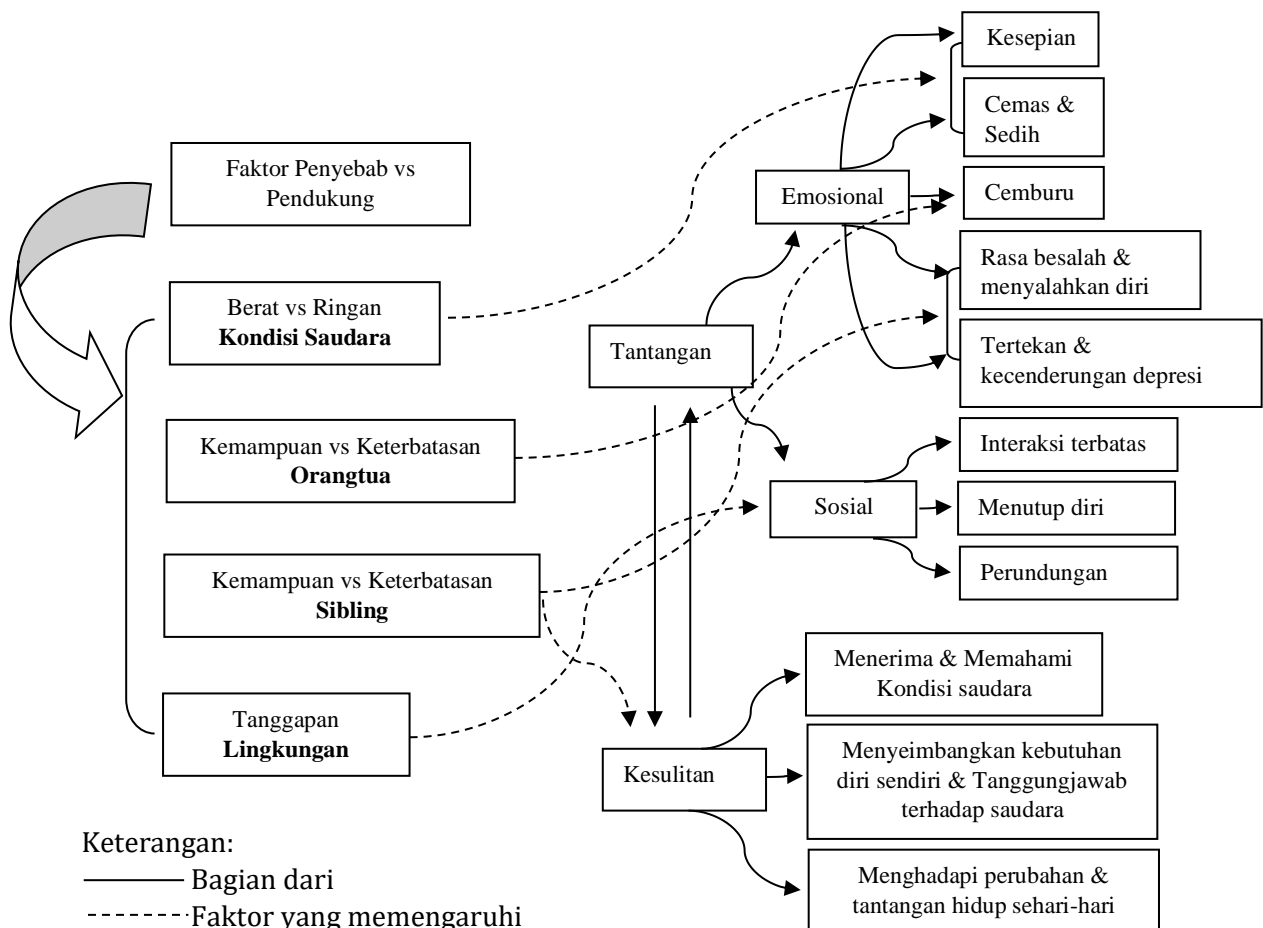 Faktor Penyebab vs
Pendukung
Berat vs Ringan
Kondisi Saudara
Kemampuan vs Keterbatasan
Orangtua
Kemampuan vs Keterbatasan
Sibling
Tanggapan
Lingkungan
Tantangan
Kesulitan
Emosional
Sosial
Kesepian
Cemas &
Sedih
Cemburu
Rasa besalah &
menyalahkan diri
Tertekan &
kecenderungan depresi
Interaksi terbatas
Menutup diri
Perundungan
Menerima & Memahami
Kondisi saudara
Menyeimbangkan kebutuhan
diri sendiri & Tanggungjawab
terhadap saudara
Menghadapi perubahan &
tantangan hidup sehari-hari
Keterangan:
Bagian dari
Faktor yang memengaruhi